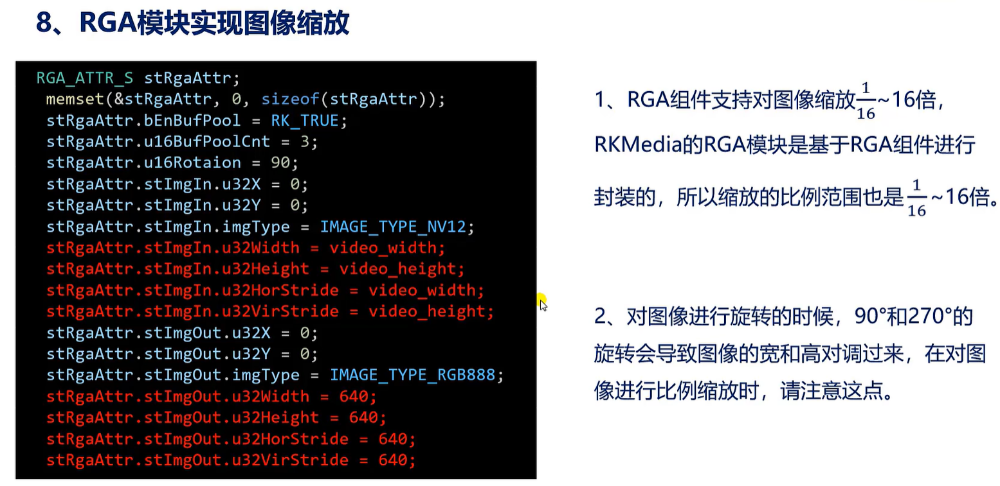 8、RGA模块实现图像缩放
RGA_ATTR_S stRgaAttr;
memset(&stRgaAttr, 0, sizeof(stRgaAttr));
stRgaAttr.bEnBufPool = RK_TRUE;
stRgaAttr.u16BufPoolCnt = 3;
stRgaAttr.u16Rotaion = 90;
stRgaAttr.stImgIn.u32X = 0;
stRgaAttr.stImgIn.u32Y = 0;
stRgaAttr.stImgIn.imgType = IMAGE_TYPE_NV12;
stRgaAttr.stImgIn.u32Width = video_width;
stRgaAttr.stImgIn.u32Height = video_height;
stRgaAttr.stImgIn.u32HorStride = video_width;
stRgaAttr.stImgIn.u32VirStride = video_height;
stRgaAttr.stImgOut.u32X = 0;
stRgaAttr.stImgOut.u32Y = 0;
stRgaAttr.stImgOut.imgType = IMAGE_TYPE_RGB888;
stRgaAttr.stImgOut.u32Width = 640;
stRgaAttr.stImgOut.u32Height = 640;
stRgaAttr.stImgOut.u32HorStride = 640;
stRgaAttr.stImgOut.u32VirStride = 640;
1、RGA组件支持对图像缩放1/16~16倍，
RKMedia的RGA模块是基于RGA组件进行
封装的，所以缩放的比例范围也是1/16~16倍。
2、对图像进行旋转的时候，90°和270°的
旋转会导致图像的宽和高对调过来，在对图
像进行比例缩放时，请注意这点。